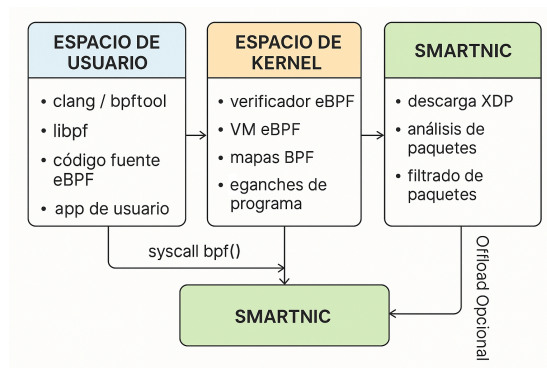 ESPACIO DE
USUARIO
• clang / bpftool
• libpf
• código fuente
eBPF
• app de usuario
ESPACIO DE
KERNEL
• verificador eBPF
• VM eBPF
• mapas BPF
• eganches de
programa
SMARTNIC
• descarga XDP
• análisis de
paquetes
• filtrado de
paquetes
syscall bpf()
Offload Opcional
SMARTNIC